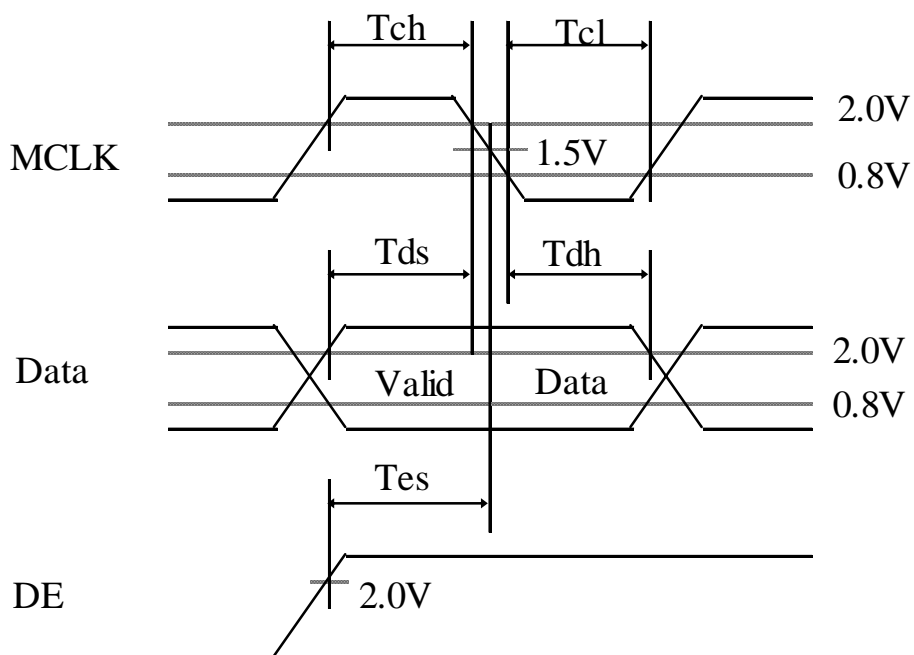 Tch Tcl
2.0V
MCLK 1.5V
0.8V
Tds Tdh
Data 2.0V
Valid Data
0.8V
Tes
DE 2.0V